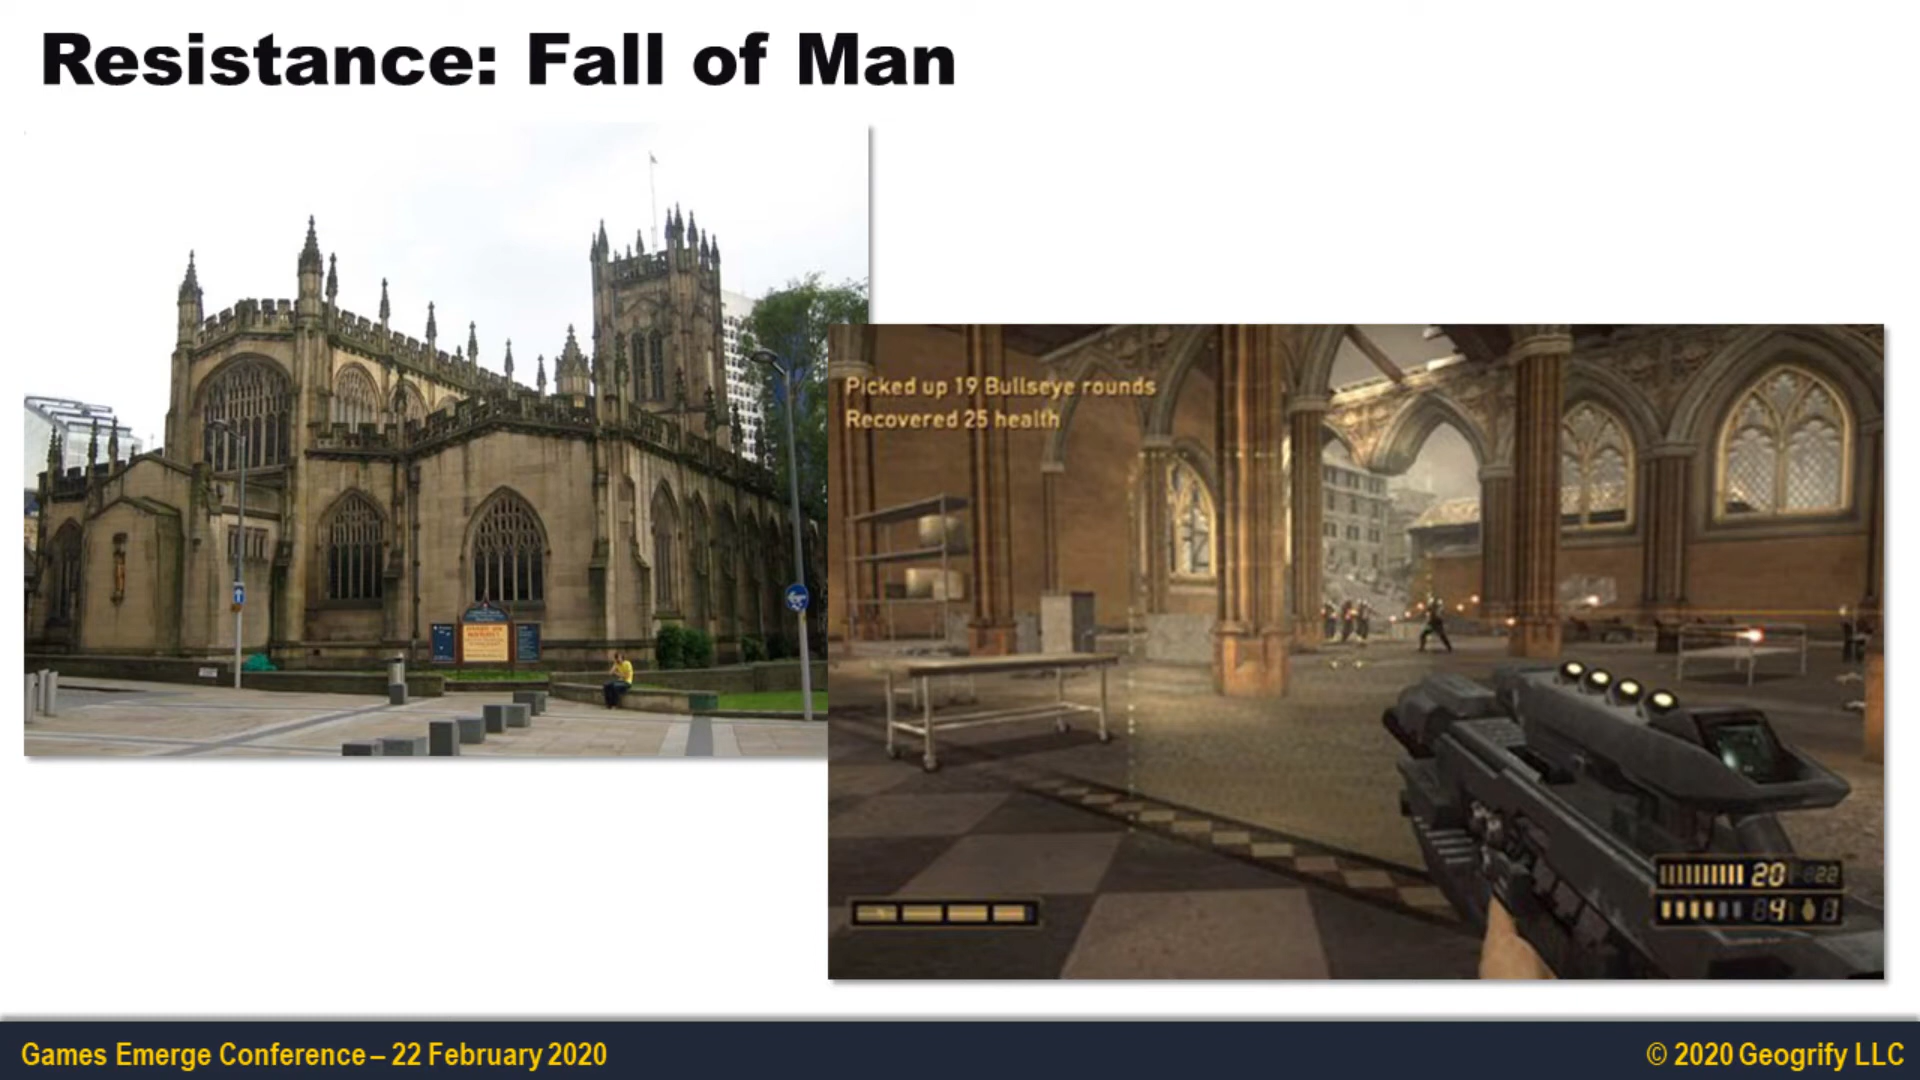 Resistance: Fall of Man
Picked up 19 Bullseye rounds
Recovered 25 health
20
4
Games Emerge Conference – 22 February 2020
© 2020 Geogrify LLC